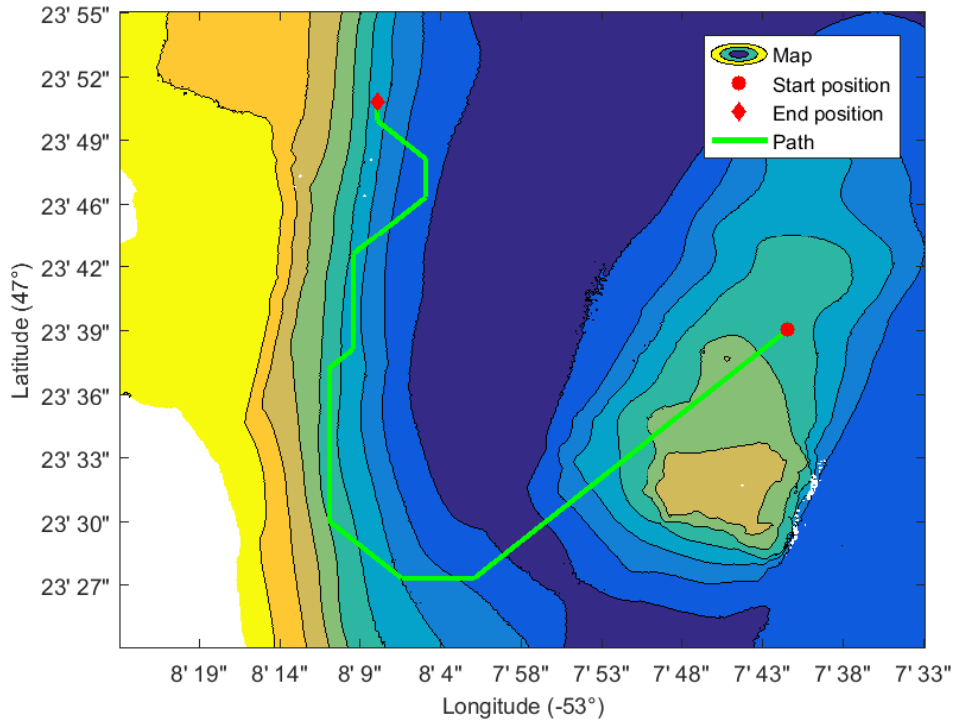 23' 55"
23' 52"
23' 49"
23' 46"
23' 42"
23' 39"
23' 36"
23' 33"
23' 30"
23' 27"
Latitude (47°)
Map
Start position
End position
Path
8' 19" 8' 14" 8' 9" 8' 4" 7' 58" 7' 53" 7' 48" 7' 43" 7' 38" 7' 33"
Longitude (-53°)